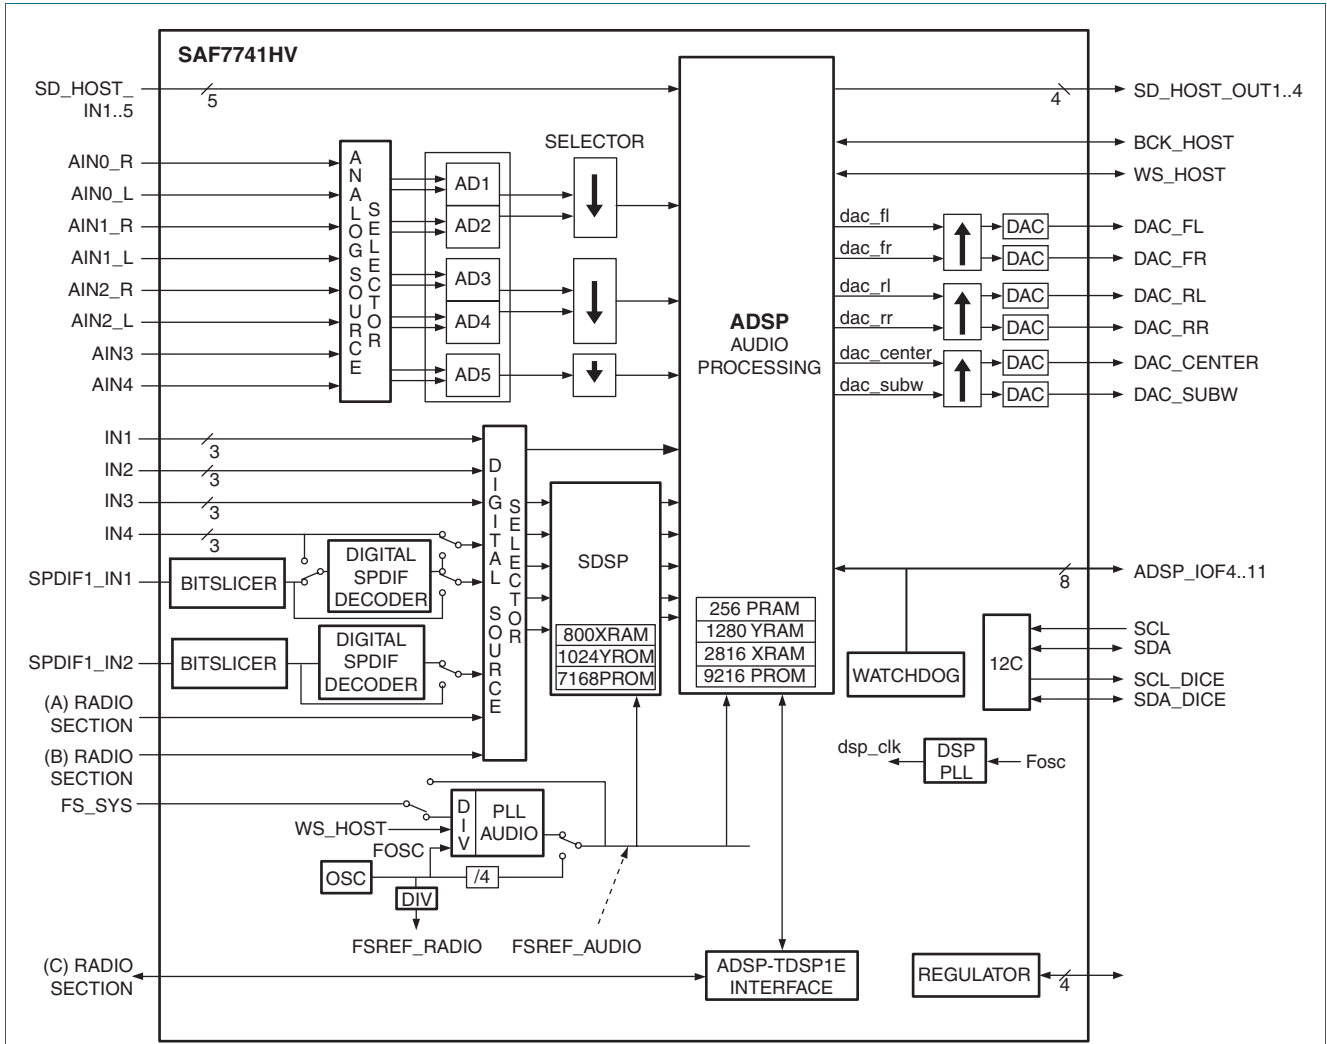 SAF7741HV
SD_HOST_
IN1..5
5
4
SD_HOST_OUT1..4
BCK_HOST
WS_HOST
AIN0_R
AIN0_L
AIN1_R
AIN1_L
AIN2_R
AIN2_L
AIN3
AIN4
ANALOG SOURCE
SELECTOR
AD1
AD2
AD3
AD4
AD5
SELECTOR
ADSP
AUDIO
PROCESSING
dac_fl
dac_fr
dac_rl
dac_rr
dac_center
dac_subw
DAC
DAC
DAC
DAC
DAC
DAC
DAC_FL
DAC_FR
DAC_RL
DAC_RR
DAC_CENTER
DAC_SUBW
IN1
3
IN2
3
IN3
3
IN4
3
SPDIF1_IN1
BITSLICER
DIGITAL
SPDIF
DECODER
SPDIF1_IN2
BITSLICER
DIGITAL
SPDIF
DECODER
(A) RADIO
SECTION
(B) RADIO
SECTION
DIGITAL SOURCE
SELECTOR
SDSP
800XRAM
1024YROM
7168PROM
256 PRAM
1280 YRAM
2816 XRAM
9216 PROM
8
ADSP_IOF4..11
WATCHDOG
12C
SCL
SDA
SCL_DICE
SDA_DICE
dsp_clk
DSP
PLL
Fosc
FS_SYS
WS_HOST
FOSC
DIV
PLL
AUDIO
OSC
/4
DIV
FSREF_RADIO
FSREF_AUDIO
(C) RADIO
SECTION
ADSP-TDSP1E
INTERFACE
REGULATOR
4